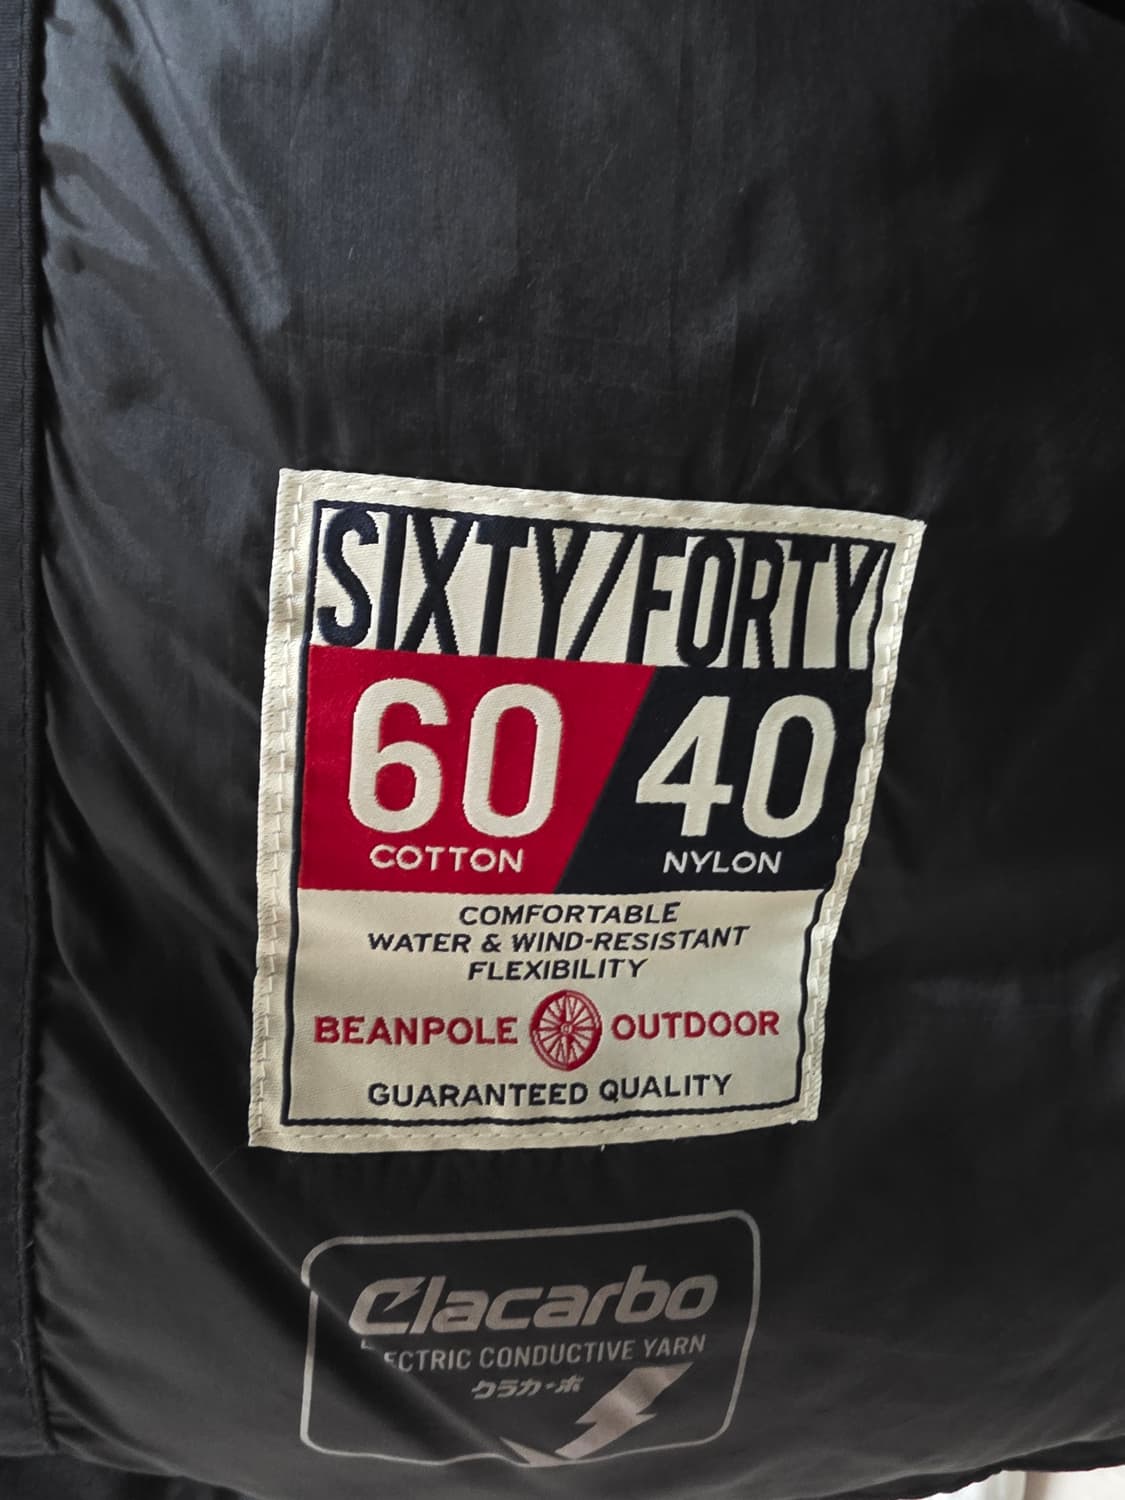 SIXTY/FORTY
60 40
COTTON NYLON
COMFORTABLE
WATER & WIND-RESISTANT
FLEXIBILITY
BEANPOLE OUTDOOR
GUARANTEED QUALITY
Clacarbo
ELECTRIC CONDUCTIVE YARN
クラカーボ